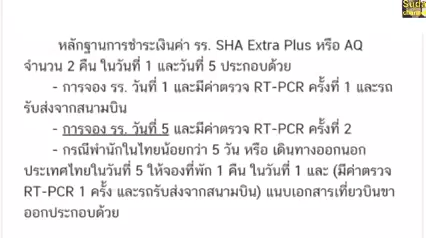 Suda
channel
หลักฐานการชำระเงินค่า รร. SHA Extra Plus หรือ AQ
จำนวน 2 คืน ในวันที่ 1 และวันที่ 5 ประกอบด้วย
- การจอง รร. วันที่ 1 และมีค่าตรวจ RT-PCR ครั้งที่ 1 และรถ
รับส่งจากสนามบิน
- การจอง รร. วันที่ 5 และมีค่าตรวจ RT-PCR ครั้งที่ 2
- กรณีพำนักในไทยน้อยกว่า 5 วัน หรือ เดินทางออกนอก
ประเทศไทยในวันที่ 5 ให้จองที่พัก 1 คืน ในวันที่ 1 และ (มีค่าตรวจ
RT-PCR 1 ครั้ง และรถรับส่งจากสนามบิน) แนบเอกสารเที่ยวบินขา
ออกประกอบด้วย